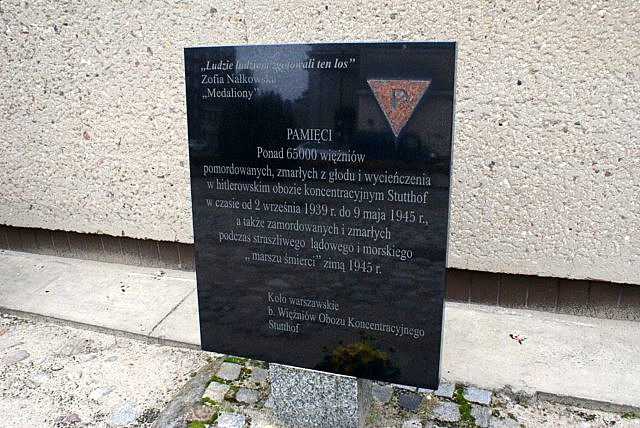 „Ludzie ludziom zgotowali ten los”
Zofia Nałkowska
„Medaliony”
P
PAMIĘCI
Ponad 65000 więźniów
pomordowanych, zmarłych z głodu i wycieńczenia
w hitlerowskim obozie koncentracyjnym Stutthof
w czasie od 2 września 1939 r. do 9 maja 1945 r.,
a także zamordowanych i zmarłych
podczas straszliwego lądowego i morskiego
„ marszu śmierci” zimą 1945 r.
Koło warszawskie
b. Więźniów Obozu Koncentracyjnego
Stutthof